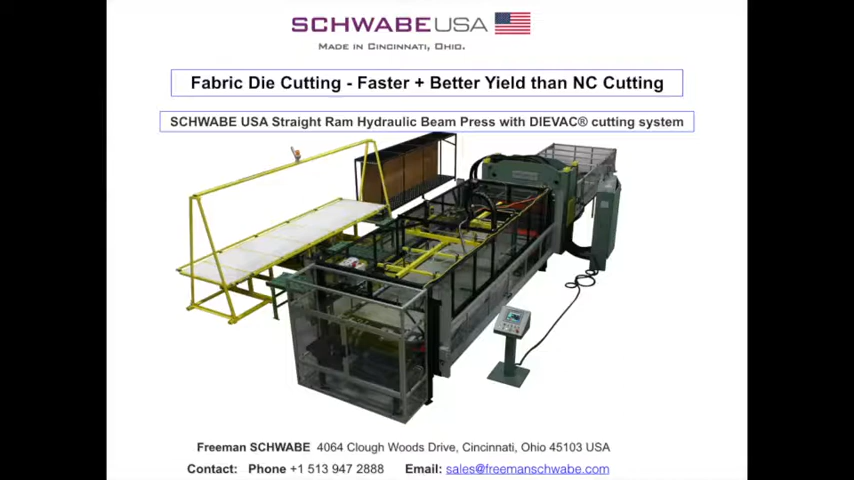 SCHWABEUSA
MADE IN CINCINNATI, OHIO.
Fabric Die Cutting - Faster + Better Yield than NC Cutting
SCHWABE USA Straight Ram Hydraulic Beam Press with DIEVAC® cutting system
Freeman SCHWABE 4064 Clough Woods Drive, Cincinnati, Ohio 45103 USA
Contact: Phone +1 513 947 2888 Email: sales@freemanschwabe.com